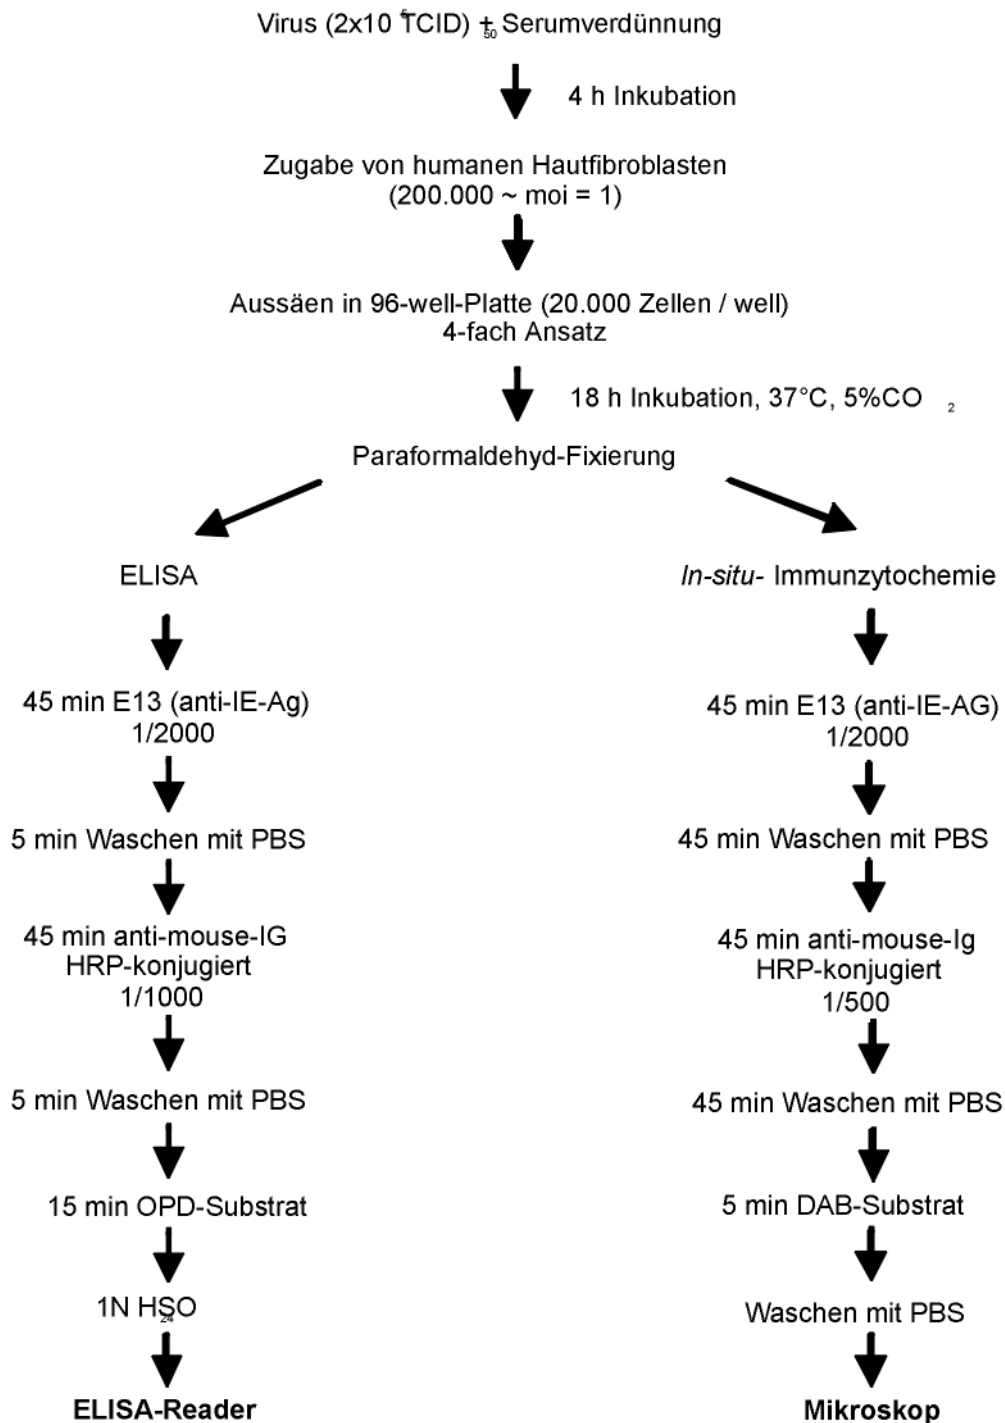 Virus (2x10⁵ TCID₅₀) + Serumverdünnung
4 h Inkubation
Zugabe von humanen Hautfibroblasten
(200.000 ~ moi = 1)
Aussäen in 96-well-Platte (20.000 Zellen / well)
4-fach Ansatz
18 h Inkubation, 37°C, 5%CO₂
Paraformaldehyd-Fixierung
ELISA
45 min E13 (anti-IE-Ag)
1/2000
5 min Waschen mit PBS
45 min anti-mouse-IG
HRP-konjugiert
1/1000
5 min Waschen mit PBS
15 min OPD-Substrat
1N H₂SO₄
ELISA-Reader
In-situ- Immunzytochemie
45 min E13 (anti-IE-AG)
1/2000
45 min Waschen mit PBS
45 min anti-mouse-Ig
HRP-konjugiert
1/500
45 min Waschen mit PBS
5 min DAB-Substrat
Waschen mit PBS
Mikroskop